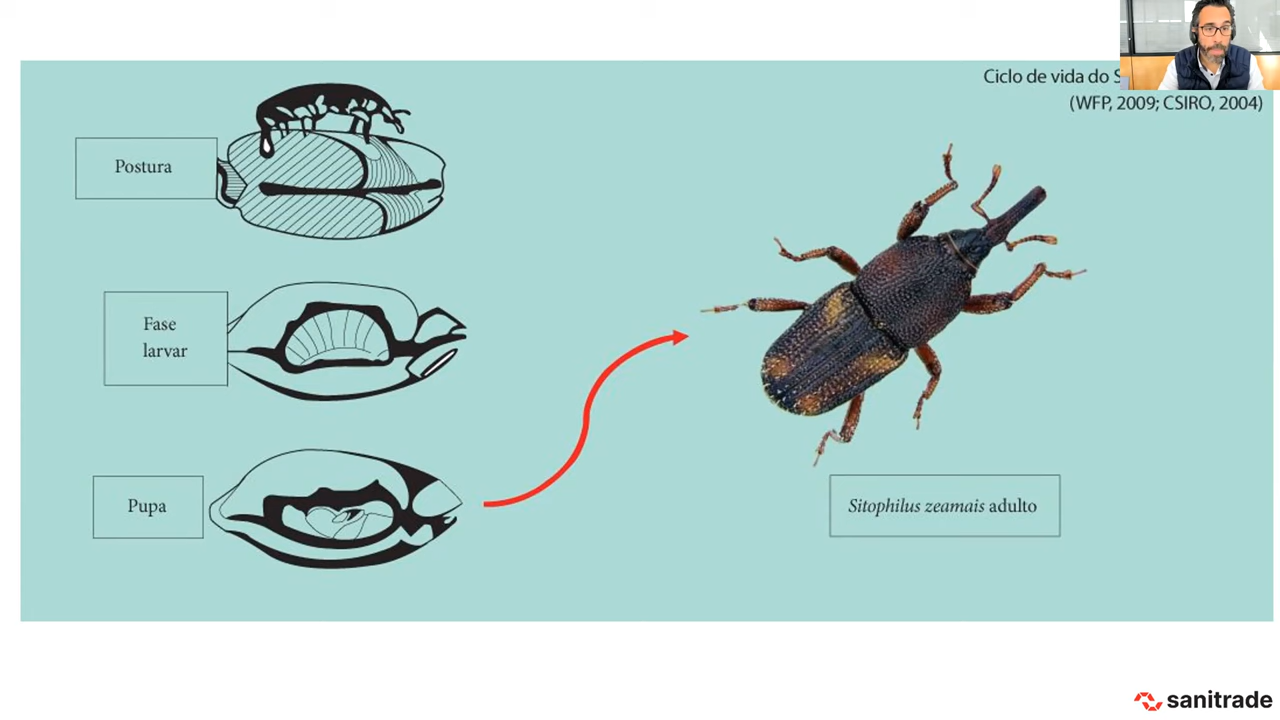 Ciclo de vida do
(WFP, 2009; CSIRO, 2004)
Postura
Fase
larvar
Pupa
Sitophilus zeamais adulto
sanitrade